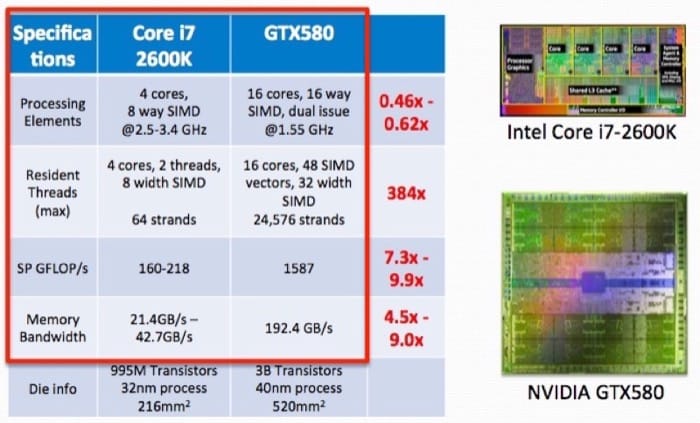 Specifica
tions
Core i7
2600K
GTX580
Processing
Elements
4 cores,
8 way SIMD
@2.5-3.4 GHz
16 cores, 16 way
SIMD, dual issue
@1.55 GHz
0.46x -
0.62x
Resident
Threads
(max)
4 cores, 2 threads,
8 width SIMD
64 strands
16 cores, 48 SIMD
vectors, 32 width
SIMD
24,576 strands
384x
SP GFLOP/s
160-218
1587
7.3x -
9.9x
Memory
Bandwidth
21.4GB/s –
42.7GB/s
192.4 GB/s
4.5x -
9.0x
Die info
995M Transistors
32nm process
216mm²
3B Transistors
40nm process
520mm²
Processor
Graphics
Core
Core
Core
Core
System
Agent &
Memory
Controller
Shared L3 Cache**
Memory Controller I/O
Intel Core i7-2600K
NVIDIA GTX580